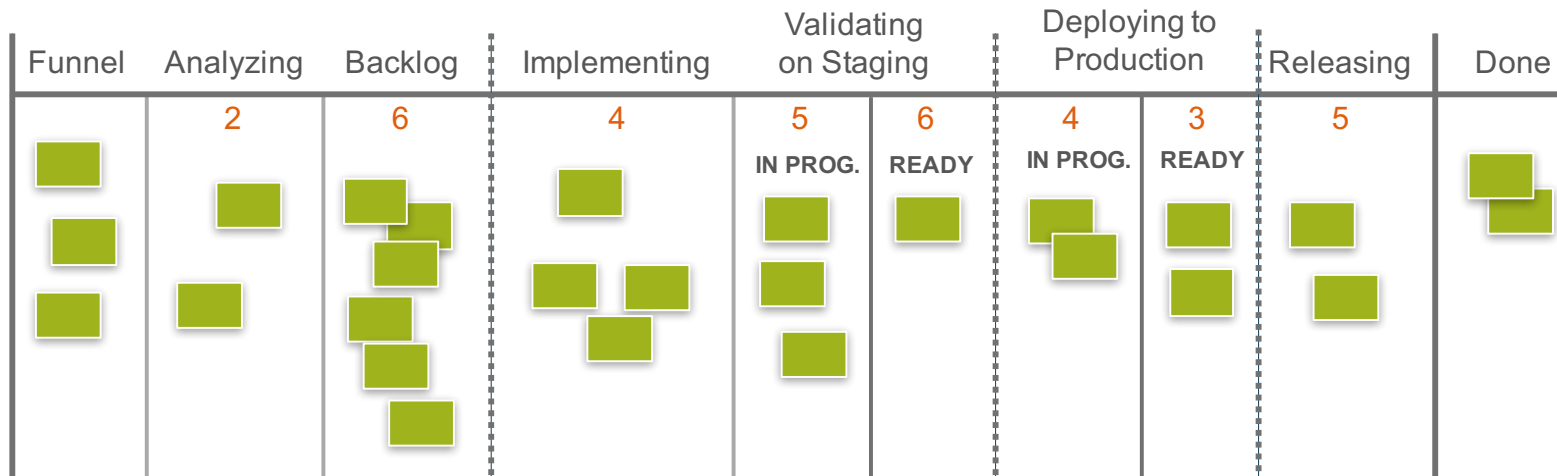 Funnel
Analyzing
Backlog
Implementing
Validating
on Staging
Deploying to
Production
Releasing
Done
2
6
4
5
6
4
3
5
IN PROG.
READY
IN PROG.
READY